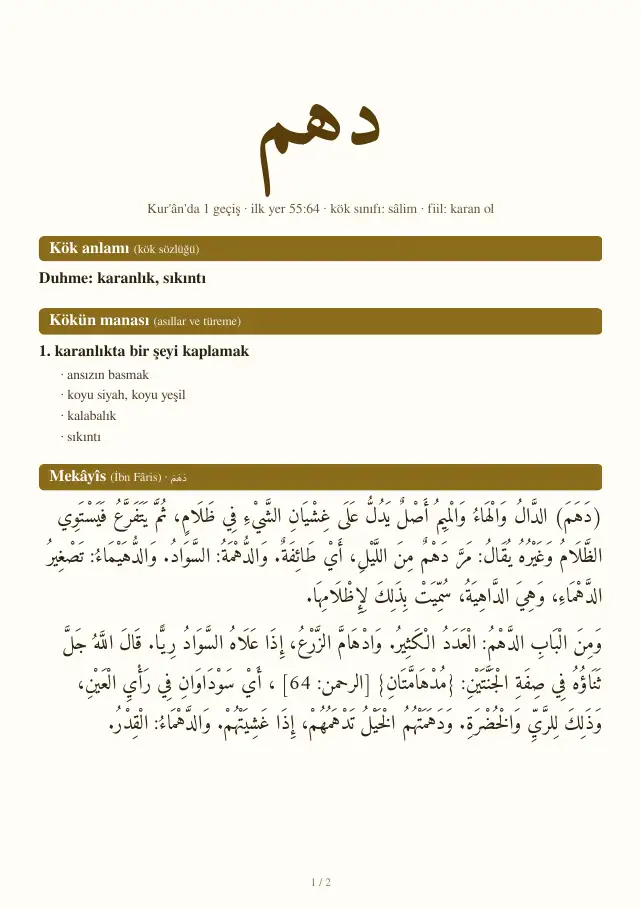 دهم
Kur'ân'da 1 geçiş · ilk yer 55:64 · kök sınıfı: sâlim · fiil: karan ol
Kök anlamı (kök sözlüğü)
Duhme: karanlık, sıkıntı
Kökün manası (asıllar ve türeme)
1. karanlıkta bir şeyi kaplamak
· ansızın basmak
· koyu siyah, koyu yeşil
· kalabalık
· sıkıntı
Mekâyîs (İbn Fâris) · دَهَمَ
(دَهَمَ) الدَّالُ وَالْهَاءُ وَالْمِيمُ أَصْلٌ يَدُلُّ عَلَى غِشْيَانِ الشَّيْءِ فِي ظَلَامٍ، ثُمَّ يَتَفَرَّعُ فَيَسْتَوِي
الظَّلَامُ وَغَيْرُهُ يُقَالُ: مَرَّ دَهْمٌ مِنَ اللَّيْلِ، أَيْ طَائِفَةٌ. وَالدُّهْمَةُ: السَّوَادُ. وَالدُّهَيْمَاءُ: تَصْغِيرُ
الدَّهْمَاءِ، وَهِيَ الدَّاهِيَةُ، سُمِّيَتْ بِذَلِكَ لِإِظْلَامِهَا.
وَمِنَ الْبَابِ الدَّهْمُ: الْعَدَدُ الْكَثِيرُ. وَادْهَامَّ الزَّرْعُ، إِذَا عَلَاهُ السَّوَادُ رِيًّا. قَالَ اللَّهُ جَلَّ
ثَنَاؤُهُ فِي صِفَةِ الْجَنَّتَيْنِ: {مُدْهَامَّتَانِ} [الرحمن: 64] ، أَيْ سَوْدَاوَانِ فِي رَأْيِ الْعَيْنِ،
وَذَلِكَ لِلرِّيِّ وَالْخُضْرَةِ. وَدَهَمَتْهُمُ الْخَيْلُ تَدْهَمُهُمْ، إِذَا غَشِيَتْهُمْ. وَالدَّهْمَاءُ: الْقِدْرُ.
1 / 2